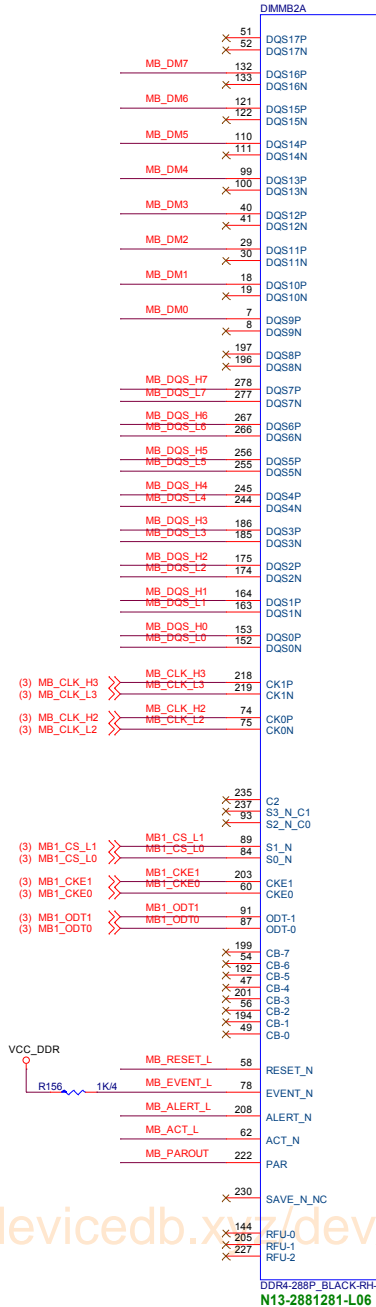 DIMMB2A
51 DQS17P
52 DQS17N
MB_DM7 132 DQS16P
133 DQS16N
MB_DM6 121 DQS15P
122 DQS15N
MB_DM5 110 DQS14P
111 DQS14N
MB_DM4 99 DQS13P
100 DQS13N
MB_DM3 40 DQS12P
41 DQS12N
MB_DM2 29 DQS11P
30 DQS11N
MB_DM1 18 DQS10P
19 DQS10N
MB_DM0 7 DQS9P
8 DQS9N
197 DQS8P
196 DQS8N
MB_DQS_H7 278 DQS7P
MB_DQS_L7 277 DQS7N
MB_DQS_H6 267 DQS6P
MB_DQS_L6 266 DQS6N
MB_DQS_H5 256 DQS5P
MB_DQS_L5 255 DQS5N
MB_DQS_H4 245 DQS4P
MB_DQS_L4 244 DQS4N
MB_DQS_H3 186 DQS3P
MB_DQS_L3 185 DQS3N
MB_DQS_H2 175 DQS2P
MB_DQS_L2 174 DQS2N
MB_DQS_H1 164 DQS1P
MB_DQS_L1 163 DQS1N
MB_DQS_H0 153 DQS0P
MB_DQS_L0 152 DQS0N
(3) MB_CLK_H3 MB_CLK_H3 218 CK1P
(3) MB_CLK_L3 MB_CLK_L3 219 CK1N
(3) MB_CLK_H2 MB_CLK_H2 74 CK0P
(3) MB_CLK_L2 MB_CLK_L2 75 CK0N
235 C2
237 S3_N_C1
93 S2_N_C0
(3) MB1_CS_L1 MB1_CS_L1 89 S1_N
(3) MB1_CS_L0 MB1_CS_L0 84 S0_N
(3) MB1_CKE1 MB1_CKE1 203 CKE1
(3) MB1_CKE0 MB1_CKE0 60 CKE0
(3) MB1_ODT1 MB1_ODT1 91 ODT-1
(3) MB1_ODT0 MB1_ODT0 87 ODT-0
199 CB-7
54 CB-6
192 CB-5
47 CB-4
201 CB-3
56 CB-2
194 CB-1
49 CB-0
VCC_DDR
MB_RESET_L 58 RESET_N
R156 1K/4 MB_EVENT_L 78 EVENT_N
MB_ALERT_L 208 ALERT_N
MB_ACT_L 62 ACT_N
MB_PAROUT 222 PAR
230 SAVE_N_NC
144 RFU-0
205 RFU-1
227 RFU-2
devicedb.xyz/dev
DDR4-288P_BLACK-RH-
N13-2881281-L06